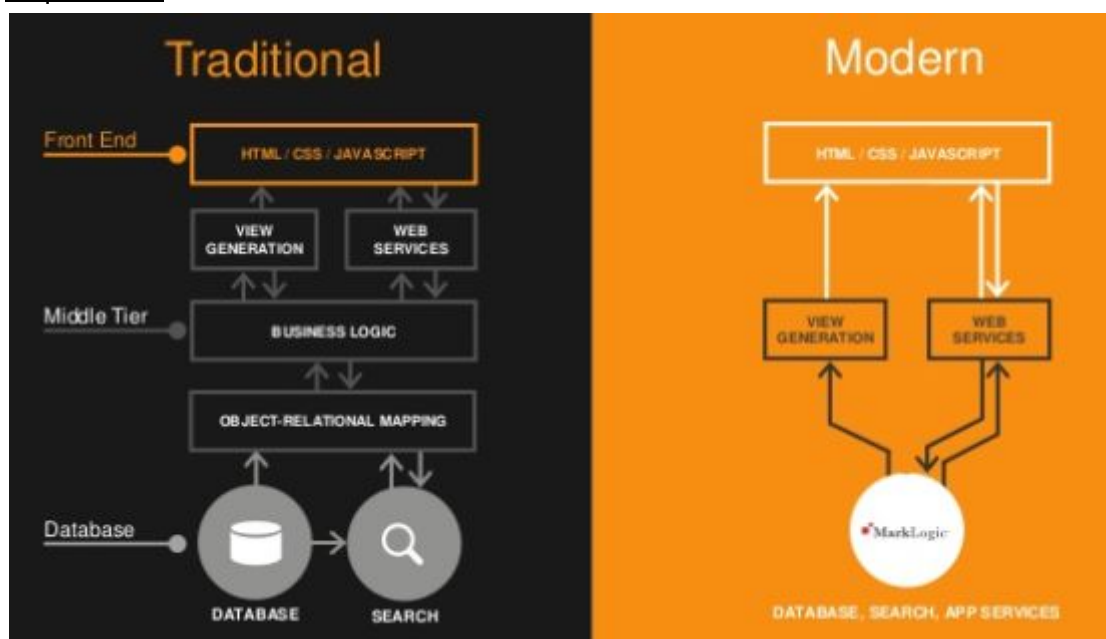 Traditional
Modern
Front End
HTML / CSS / JAVASCRIPT
HTML / CSS / JAVASCRIPT
VIEW
GENERATION
WEB
SERVICES
Middle Tier
BUSINESS LOGIC
VIEW
GENERATION
WEB
SERVICES
OBJECT-RELATIONAL MAPPING
Database
MarkLogic
DATABASE
SEARCH
DATABASE, SEARCH, APP SERVICES